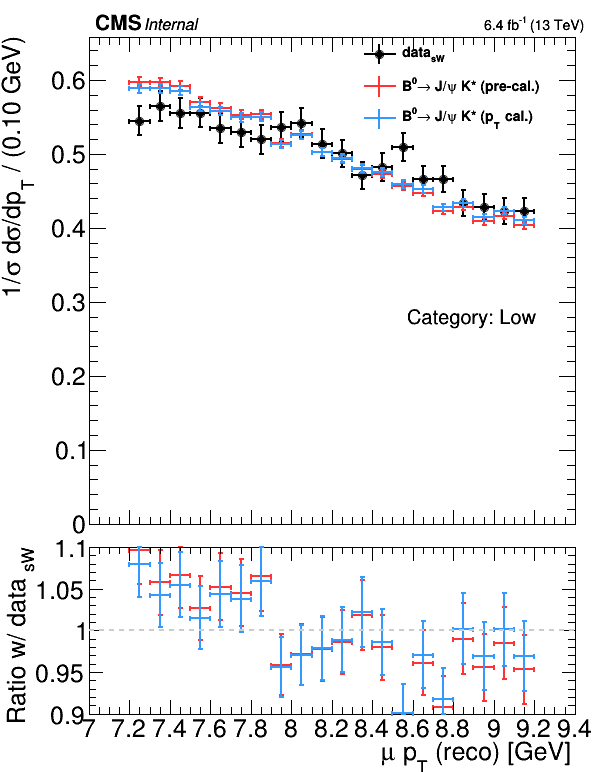 CMS Internal 6.4 fb⁻¹ (13 TeV)
1/σ dσ/dp_T / (0.10 GeV)
0.6
0.5
0.4
0.3
0.2
0.1
0
data_sW
B⁰→ J/ψ K* (pre-cal.)
B⁰→ J/ψ K* (p_T cal.)
Category: Low
Ratio w/ data_sW
1.1
1.05
1
0.95
0.9
7 7.2 7.4 7.6 7.8 8 8.2 8.4 8.6 8.8 9 9.2 9.4
μ p_T (reco) [GeV]